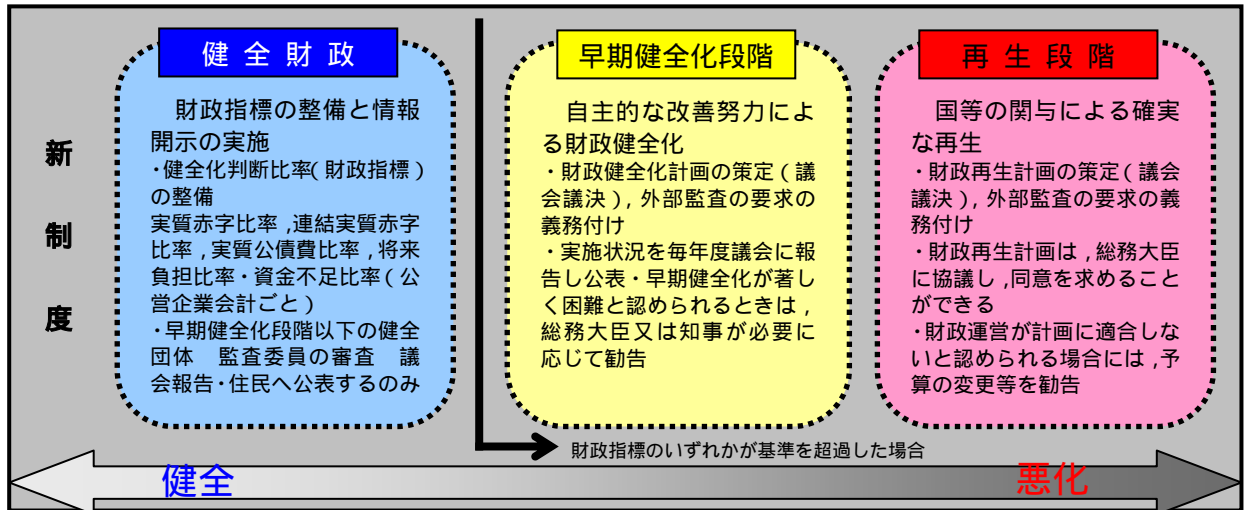 新制度
健全財政
財政指標の整備と情報
開示の実施
・健全化判断比率(財政指標)
の整備
実質赤字比率,連結実質赤字
比率,実質公債費比率,将来
負担比率・資金不足比率(公
営企業会計ごと)
・早期健全化段階以下の健全
団体 監査委員の審査 議
会報告・住民へ公表するのみ
早期健全化段階
自主的な改善努力によ
る財政健全化
・財政健全化計画の策定(議
会議決),外部監査の要求の
義務付け
・実施状況を毎年度議会に報
告し公表・早期健全化が著し
く困難と認められるときは,
総務大臣又は知事が必要に
応じて勧告
再生段階
国等の関与による確実
な再生
・財政再生計画の策定(議会
議決),外部監査の要求の義
務付け
・財政再生計画は,総務大臣
に協議し,同意を求めること
ができる
・財政運営が計画に適合しな
いと認められる場合には,予
算の変更等を勧告
財政指標のいずれかが基準を超過した場合
健全
悪化